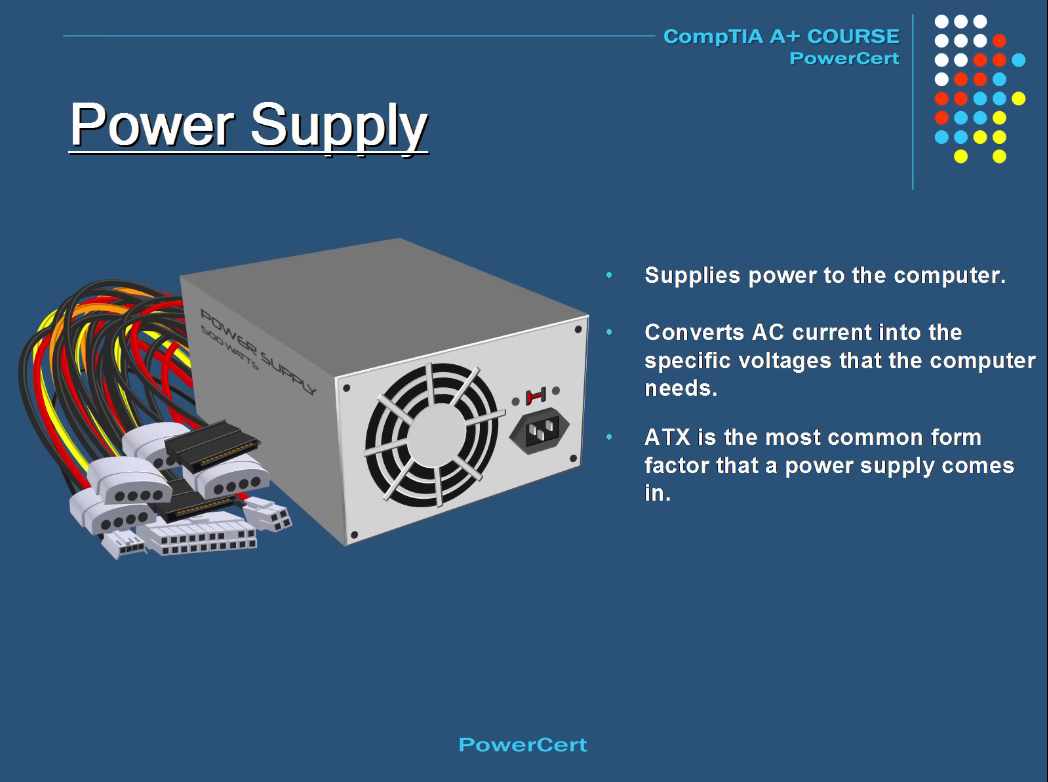 CompTIA A+ COURSE
PowerCert
Power Supply
POWER SUPPLY
500 WATTS
• Supplies power to the computer.
• Converts AC current into the
specific voltages that the computer
needs.
• ATX is the most common form
factor that a power supply comes
in.
PowerCert